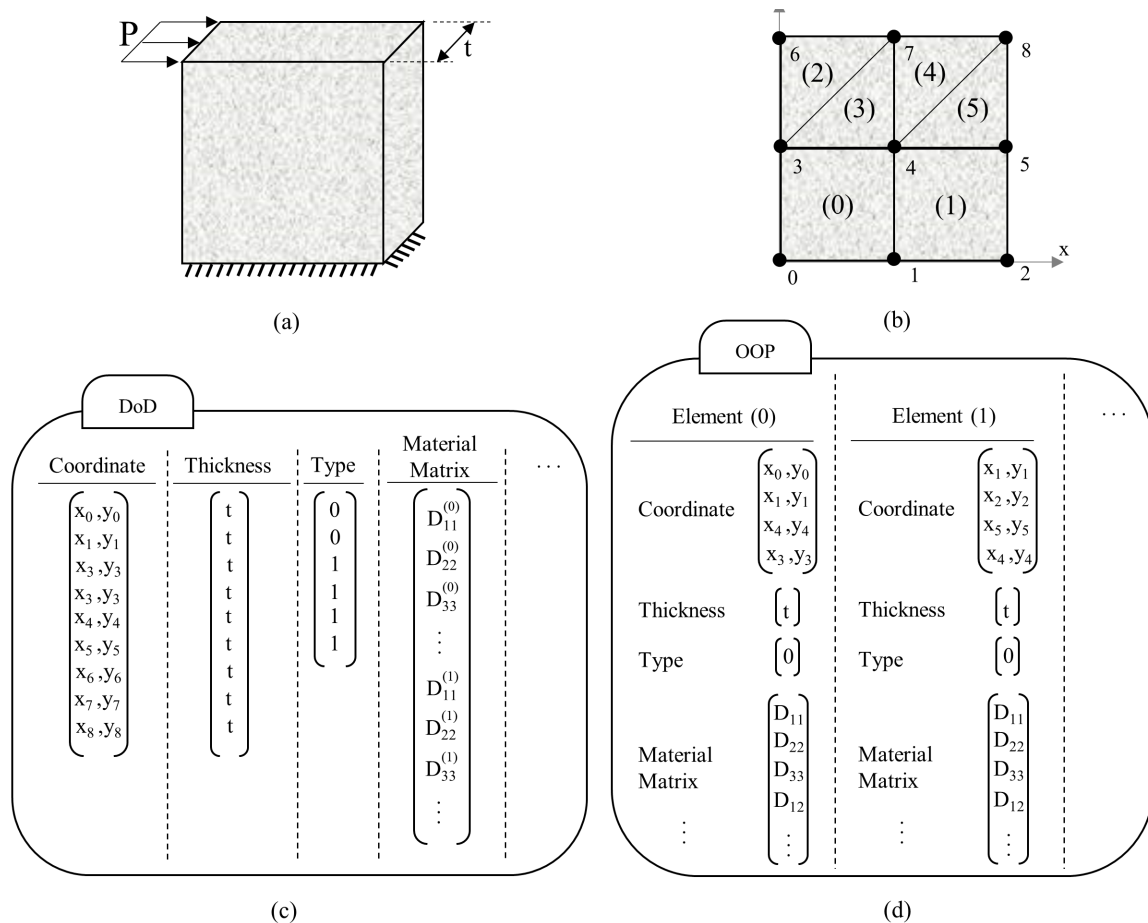 P
t
(a)
6
7
8
(2)
(4)
(3)
(5)
3
4
5
(0)
(1)
x
0
1
2
(b)
DoD
Coordinate
Thickness
Type
Material
Matrix
...
x0,y0
x1,y1
x3,y3
x3,y3
x4,y4
x5,y5
x6,y6
x7,y7
x8,y8
t
t
t
t
t
t
t
t
t
0
0
1
1
1
1
D11(0)
D22(0)
D33(0)
⋮
D11(1)
D22(1)
D33(1)
⋮
(c)
OOP
Element (0)
Element (1)
...
Coordinate
x0,y0
x1,y1
x4,y4
x3,y3
Coordinate
x1,y1
x2,y2
x5,y5
x4,y4
Thickness
t
Thickness
t
Type
0
Type
0
Material
Matrix
⋮
D11
D22
D33
D12
⋮
Material
Matrix
⋮
D11
D22
D33
D12
⋮
(d)